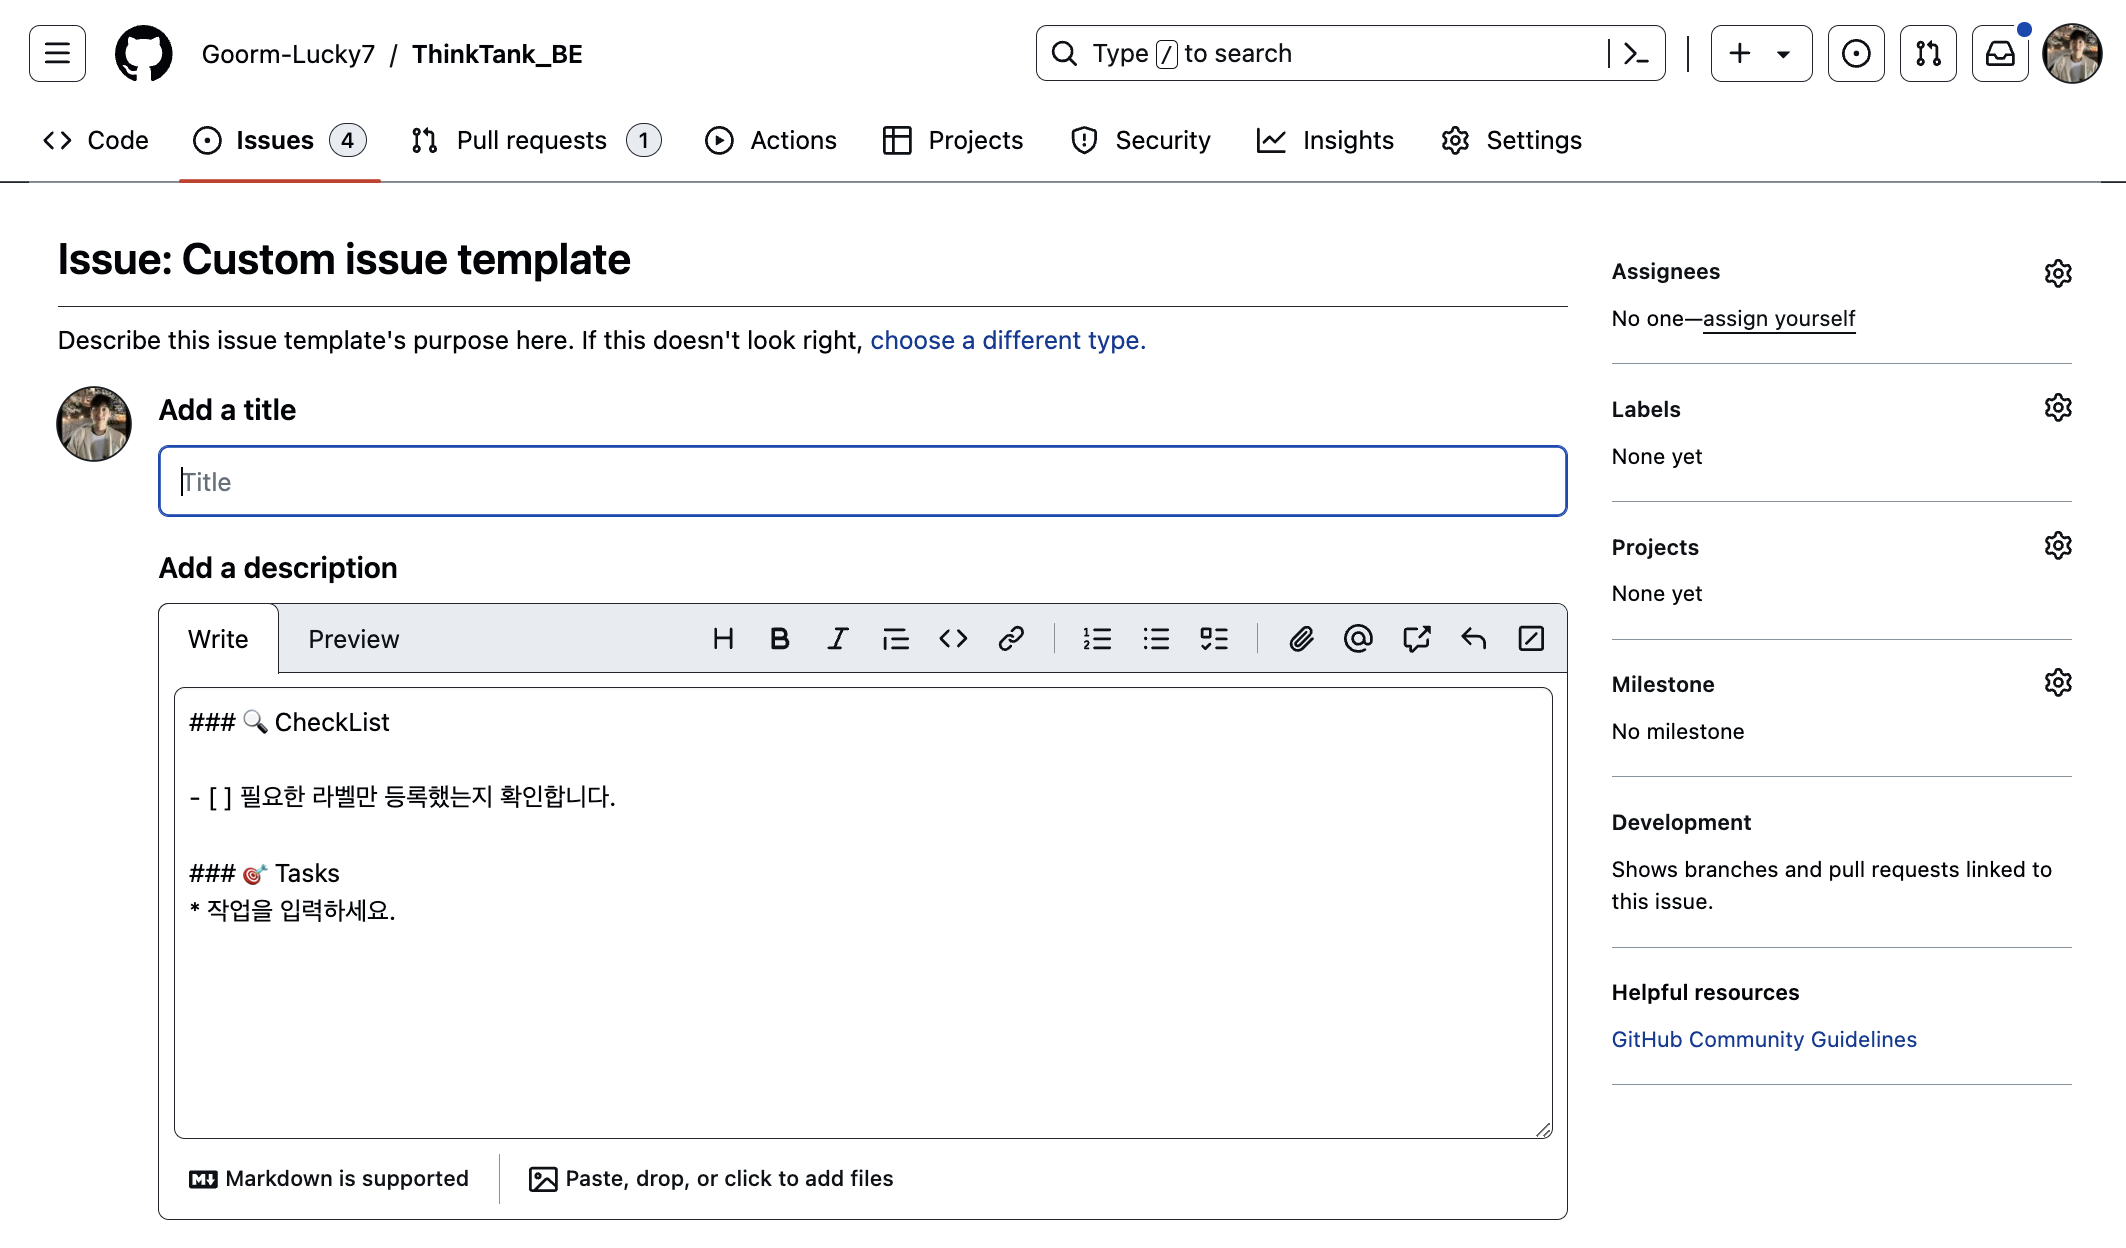 Goorm-Lucky7 / ThinkTank_BE
Type / to search
Code
Issues 4
Pull requests 1
Actions
Projects
Security
Insights
Settings
Issue: Custom issue template
Describe this issue template's purpose here. If this doesn't look right, choose a different type.
Add a title
Title
Add a description
Write
Preview
### 🔍 CheckList
- [ ] 필요한 라벨만 등록했는지 확인합니다.
### 🎯 Tasks
* 작업을 입력하세요.
Markdown is supported
Paste, drop, or click to add files
Assignees
No one—assign yourself
Labels
None yet
Projects
None yet
Milestone
No milestone
Development
Shows branches and pull requests linked to
this issue.
Helpful resources
GitHub Community Guidelines